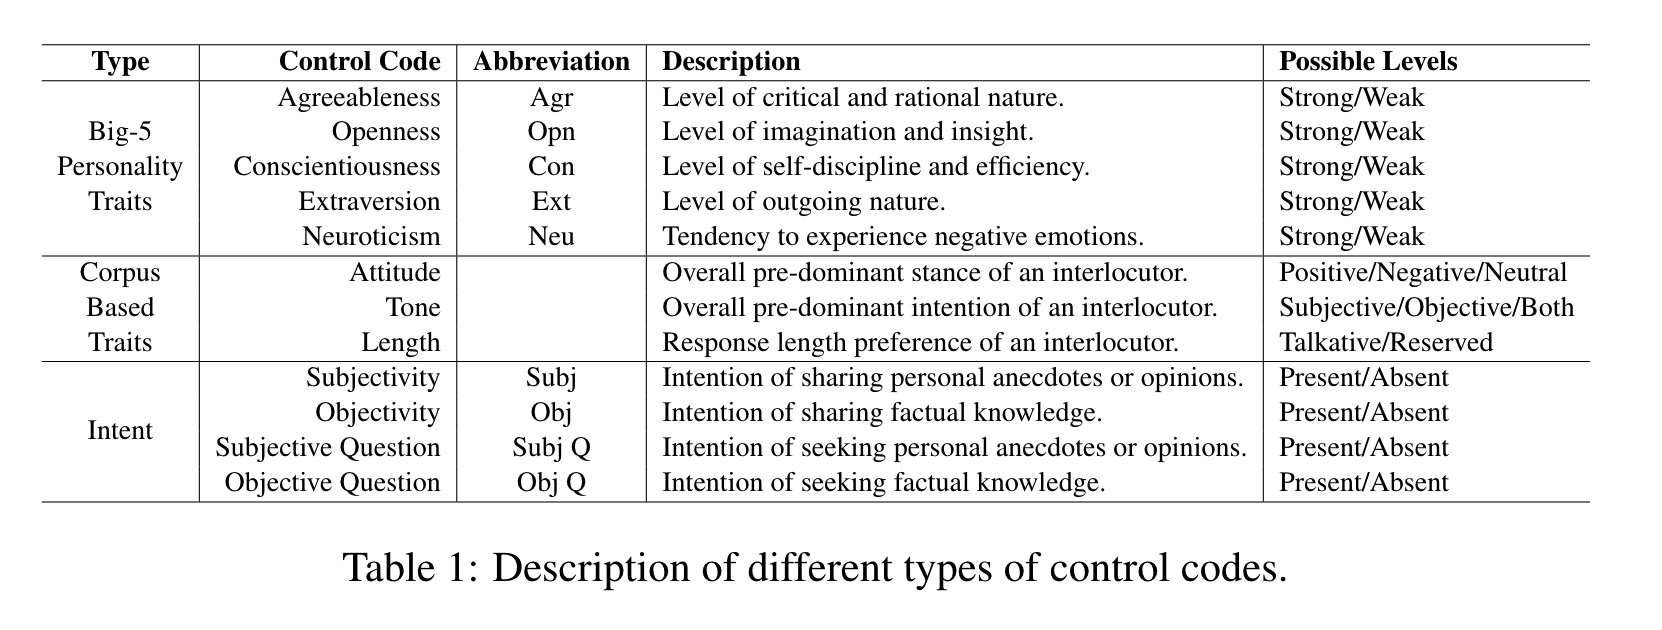 Type Control Code Abbreviation Description Possible Levels
Agreeableness Agr Level of critical and rational nature. Strong/Weak
Big-5 Openness Opn Level of imagination and insight. Strong/Weak
Personality Conscientiousness Con Level of self-discipline and efficiency. Strong/Weak
Traits Extraversion Ext Level of outgoing nature. Strong/Weak
Neuroticism Neu Tendency to experience negative emotions. Strong/Weak
Corpus Attitude Overall pre-dominant stance of an interlocutor. Positive/Negative/Neutral
Based Tone Overall pre-dominant intention of an interlocutor. Subjective/Objective/Both
Traits Length Response length preference of an interlocutor. Talkative/Reserved
Subjectivity Subj Intention of sharing personal anecdotes or opinions. Present/Absent
Objectivity Obj Intention of sharing factual knowledge. Present/Absent
Intent
Subjective Question Subj Q Intention of seeking personal anecdotes or opinions. Present/Absent
Objective Question Obj Q Intention of seeking factual knowledge. Present/Absent
Table 1: Description of different types of control codes.